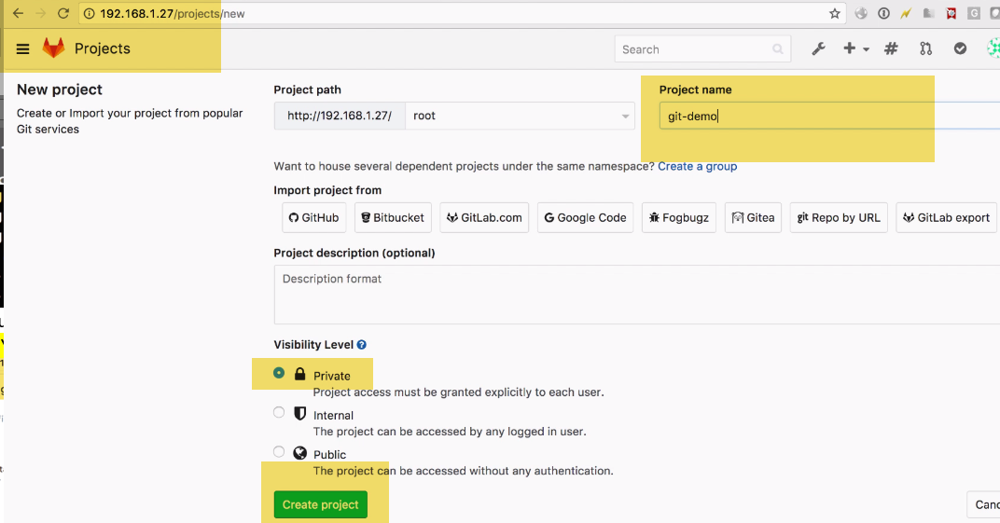 192.168.1.27/projects/new
Projects
Search
New project
Create or Import your project from popular
Git services
Project path
http://192.168.1.27/ root
Project name
git-demo
Want to house several dependent projects under the same namespace? Create a group
Import project from
GitHub Bitbucket GitLab.com Google Code Fogbugz Gitea git Repo by URL GitLab export
Project description (optional)
Description format
Visibility Level
Private
Project access must be granted explicitly to each user.
Internal
The project can be accessed by any logged in user.
Public
The project can be accessed without any authentication.
Create project